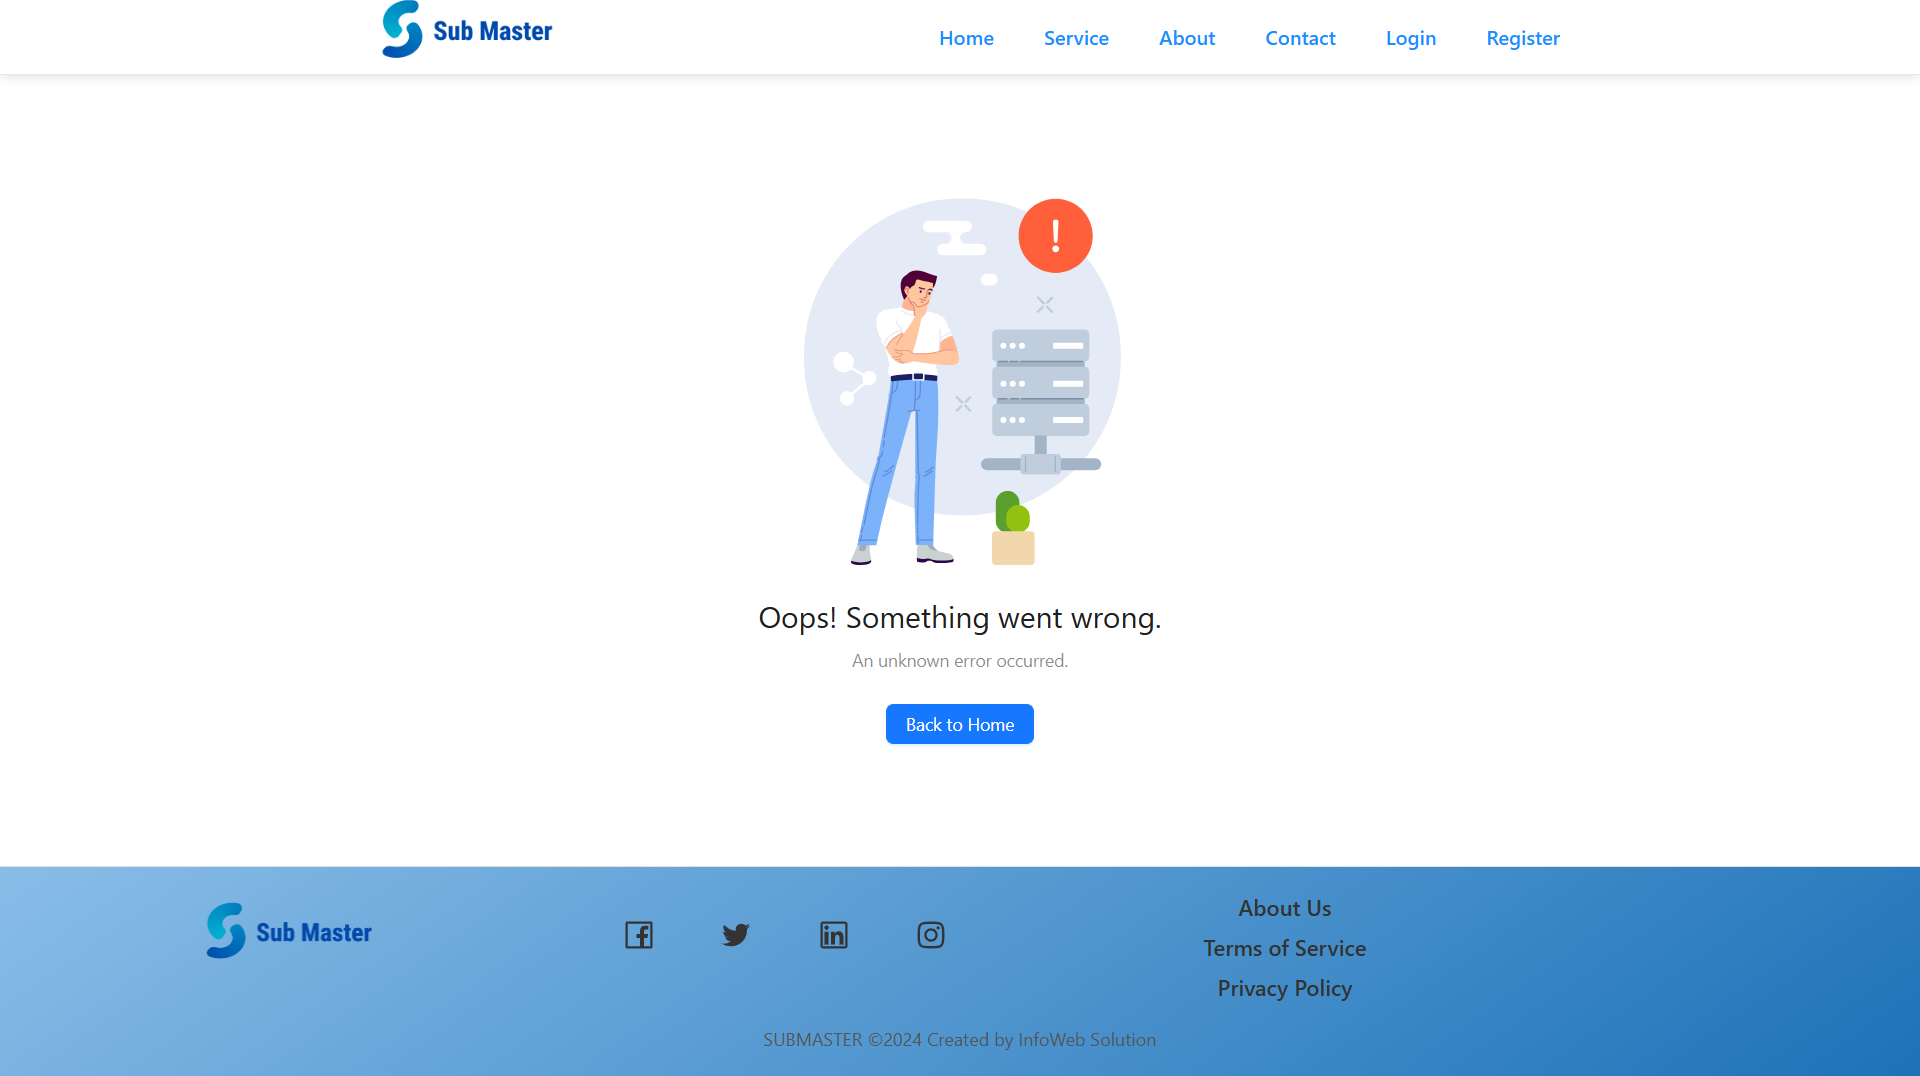 Sub Master
Home Service About Contact Login Register
!
Oops! Something went wrong.
An unknown error occurred.
Back to Home
Sub Master
About Us
Terms of Service
Privacy Policy
SUBMASTER ©2024 Created by InfoWeb Solution